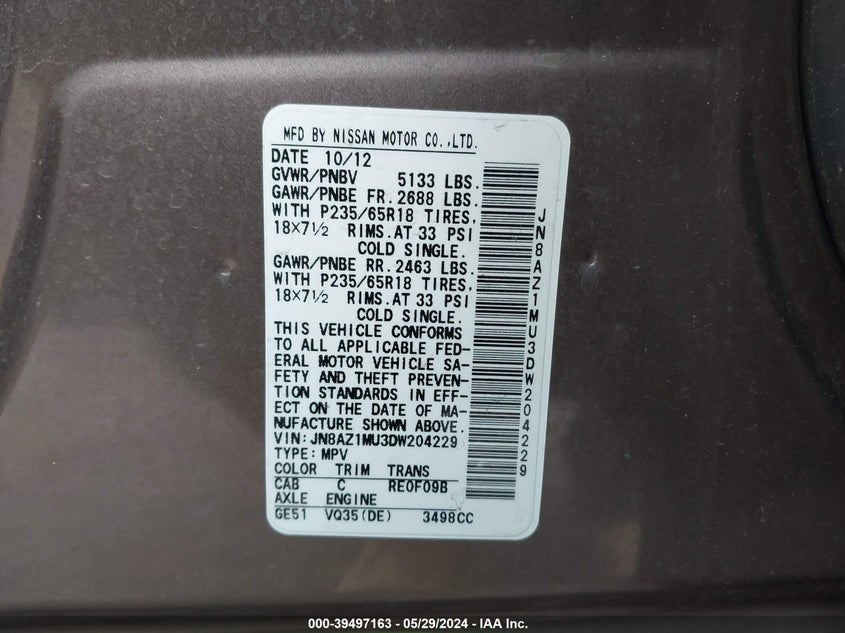 MFD BY NISSAN MOTOR CO.,LTD.
DATE 10/12
GVWR/PNBV 5133 LBS.
GAWR/PNBE FR. 2688 LBS.
WITH P235/65R18 TIRES,
18X7½ RIMS.AT 33 PSI
COLD SINGLE.
GAWR/PNBE RR. 2463 LBS.
WITH P235/65R18 TIRES,
18X7½ RIMS.AT 33 PSI
COLD SINGLE.
THIS VEHICLE CONFORMS
TO ALL APPLICABLE FED-
ERAL MOTOR VEHICLE SA-
FETY AND THEFT PREVEN-
TION STANDARDS IN EFF-
ECT ON THE DATE OF MA-
NUFACTURE SHOWN ABOVE.
VIN:JN8AZ1MU3DW204229
TYPE:MPV
COLOR TRIM TRANS
CAB C RE0F09B
AXLE ENGINE
GE51 VQ35(DE) 3498CC
JN8AZ1MU3DW204229
000-39497163 - 05/29/2024 - IAA Inc.